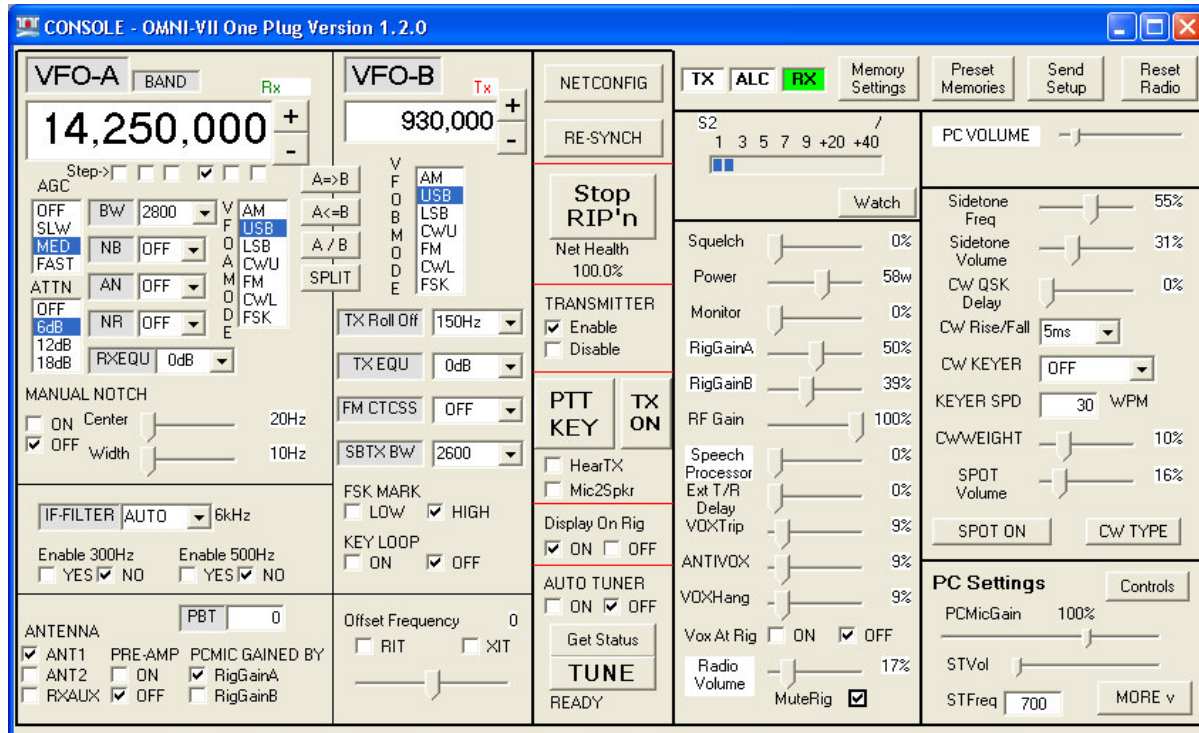 CONSOLE - OMNI-VII One Plug Version 1.2.0
VFO-A
BAND
Rx
14,250,000
+
-
Step->
AGC
OFF
SLW
MED
FAST
ATTN
OFF
6dB
12dB
18dB
BW 2800
NB OFF
AN OFF
NR OFF
RXEQU 0dB
VFO A MODE
AM
USB
LSB
CWU
FM
CWL
FSK
A=>B
A<=B
A / B
SPLIT
MANUAL NOTCH
ON Center 20Hz
OFF Width 10Hz
IF-FILTER AUTO 6kHz
Enable 300Hz Enable 500Hz
YES NO YES NO
PBT 0
ANTENNA
ANT1 PRE-AMP PCMIC GAINED BY
ANT2 ON RigGainA
RXAUX OFF RigGainB
VFO-B
Tx
930,000
+
-
VFO B MODE
AM
USB
LSB
CWU
FM
CWL
FSK
TX Roll Off 150Hz
TX EQU 0dB
FM CTCSS OFF
SBTX BW 2600
FSK MARK
LOW HIGH
KEY LOOP
ON OFF
Offset Frequency 0
RIT XIT
NETCONFIG
RE-SYNCH
Stop
RIP'n
Net Health
100.0%
TRANSMITTER
Enable
Disable
PTT
KEY
TX
ON
HearTX
Mic2Spkr
Display On Rig
ON OFF
AUTO TUNER
ON OFF
Get Status
TUNE
READY
TX ALC RX
Memory
Settings
Preset
Memories
Send
Setup
Reset
Radio
S2 /
1 3 5 7 9 +20 +40
Watch
Squelch 0%
Power 58w
Monitor 0%
RigGainA 50%
RigGainB 39%
RF Gain 100%
Speech
Processor 0%
Ext T/R
Delay 0%
VOXTrip 9%
ANTIVOX 9%
VOXHang 9%
Vox At Rig ON OFF
Radio
Volume 17%
MuteRig
PC VOLUME
Sidetone
Freq 55%
Sidetone
Volume 31%
CW QSK
Delay 0%
CW Rise/Fall 5ms
CW KEYER OFF
KEYER SPD 30 WPM
CWWEIGHT 10%
SPOT
Volume 16%
SPOT ON CW TYPE
PC Settings Controls
PCMicGain 100%
STVol
STFreq 700 MORE v